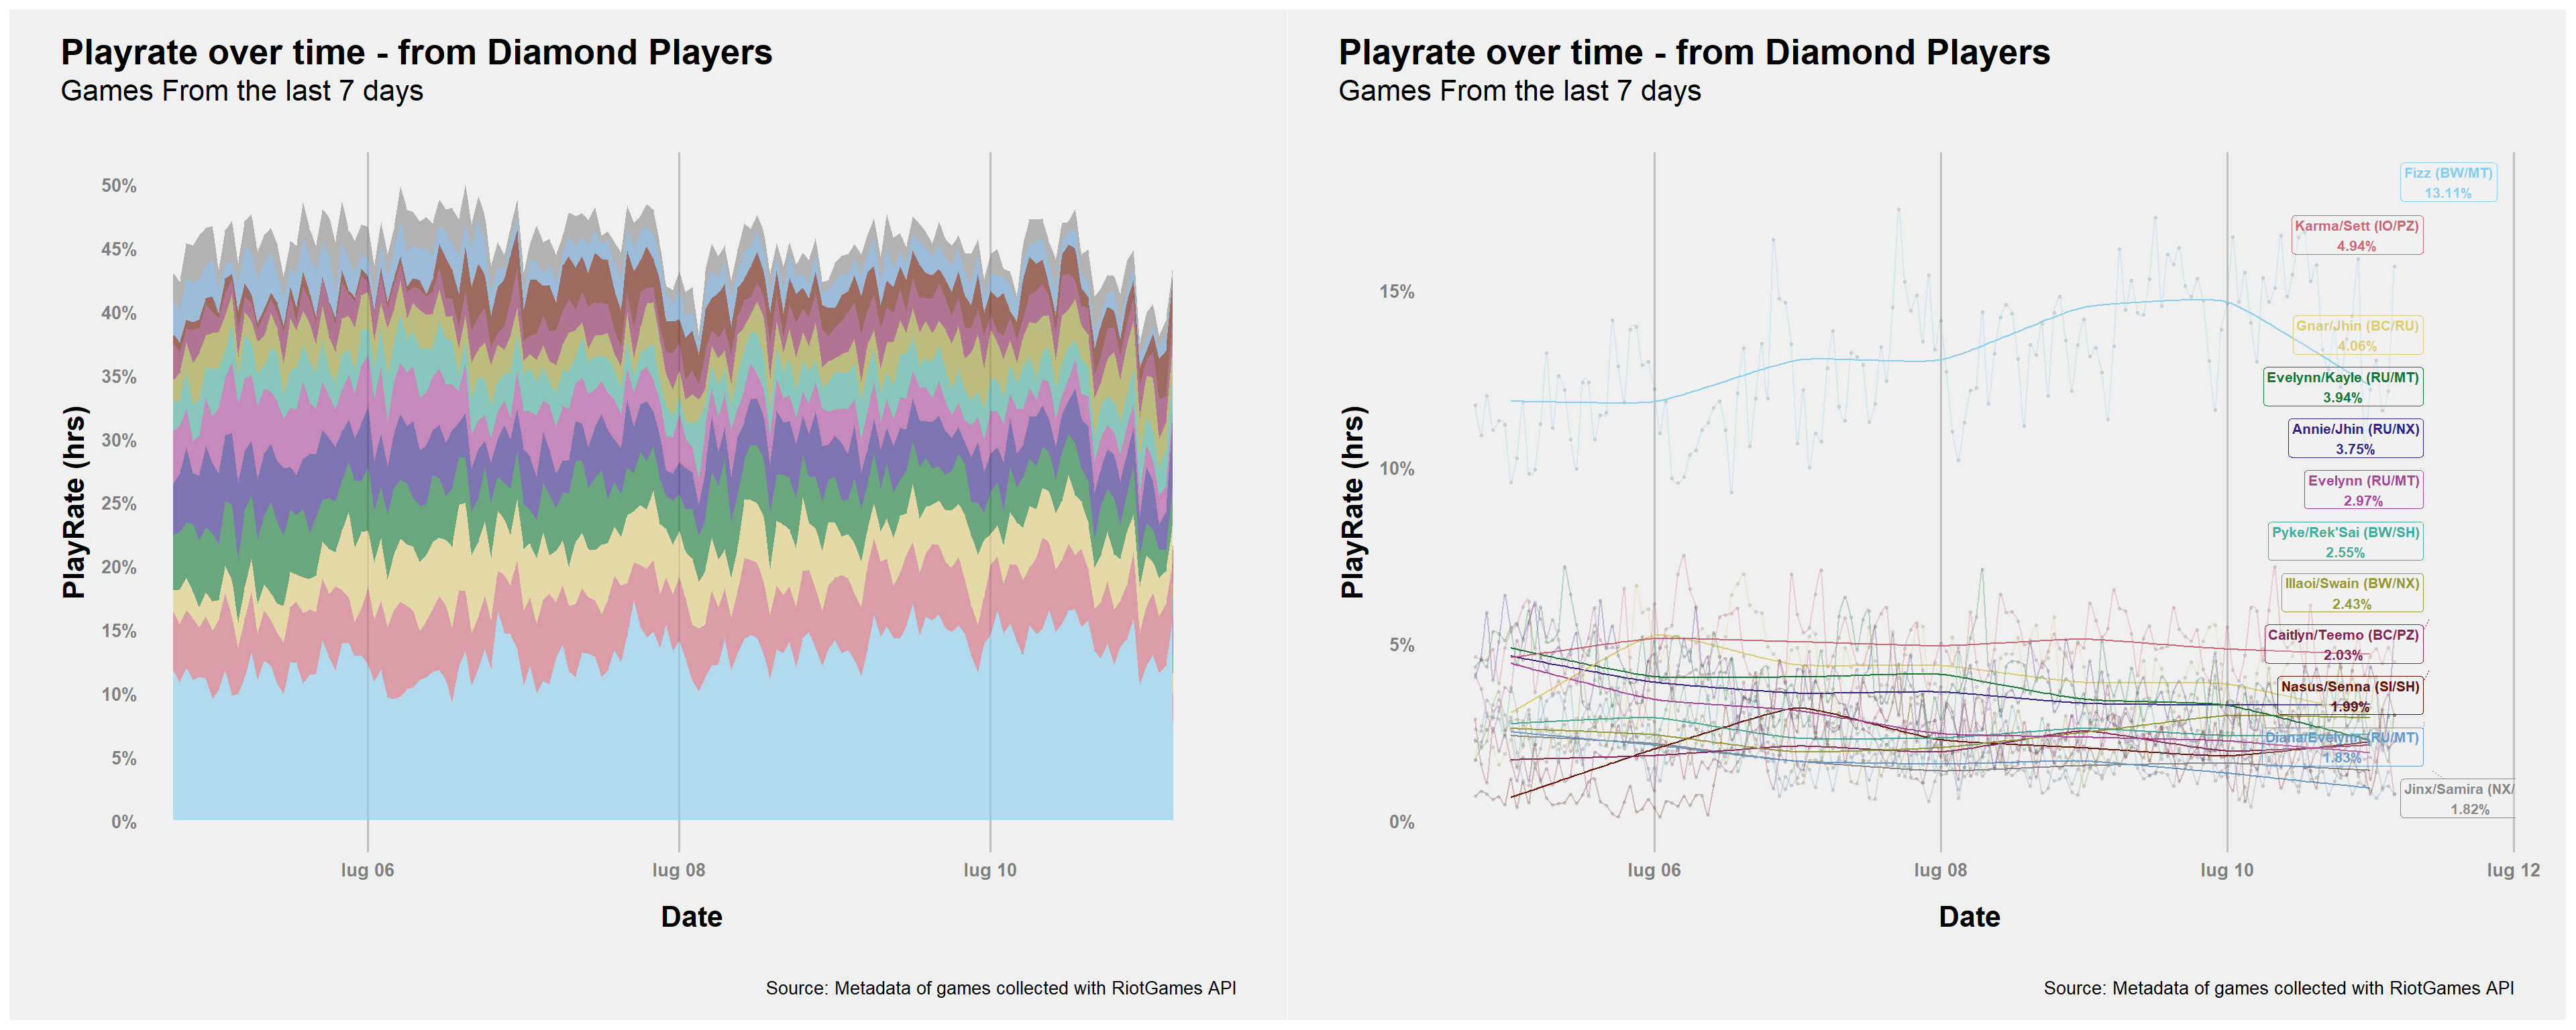 Playrate over time - from Diamond Players
Games From the last 7 days
PlayRate (hrs)
50%
45%
40%
35%
30%
25%
20%
15%
10%
5%
0%
lug 06
lug 08
lug 10
Date
Source: Metadata of games collected with RiotGames API
Playrate over time - from Diamond Players
Games From the last 7 days
PlayRate (hrs)
15%
10%
5%
0%
Fizz (BW/MT)
13.11%
Karma/Sett (IO/PZ)
4.94%
Gnar/Jhin (BC/RU)
4.06%
Evelynn/Kayle (RU/MT)
3.94%
Annie/Jhin (RU/NX)
3.75%
Evelynn (RU/MT)
2.97%
Pyke/Rek'Sai (BW/SH)
2.55%
Illaoi/Swain (BW/NX)
2.43%
Caitlyn/Teemo (BC/PZ)
2.03%
Nasus/Senna (SI/SH)
1.99%
Diana/Evelynn (RU/MT)
1.83%
Jinx/Samira (NX/
1.82%
lug 06
lug 08
lug 10
lug 12
Date
Source: Metadata of games collected with RiotGames API